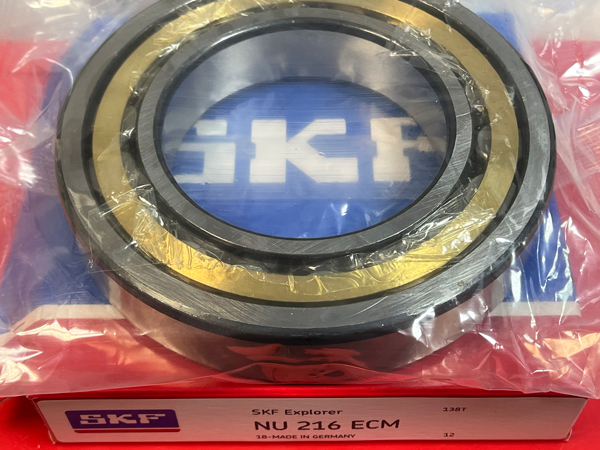 SKF
SKF
SKF Explorer
NU 216 ECM
18-MADE IN GERMANY
138T
12